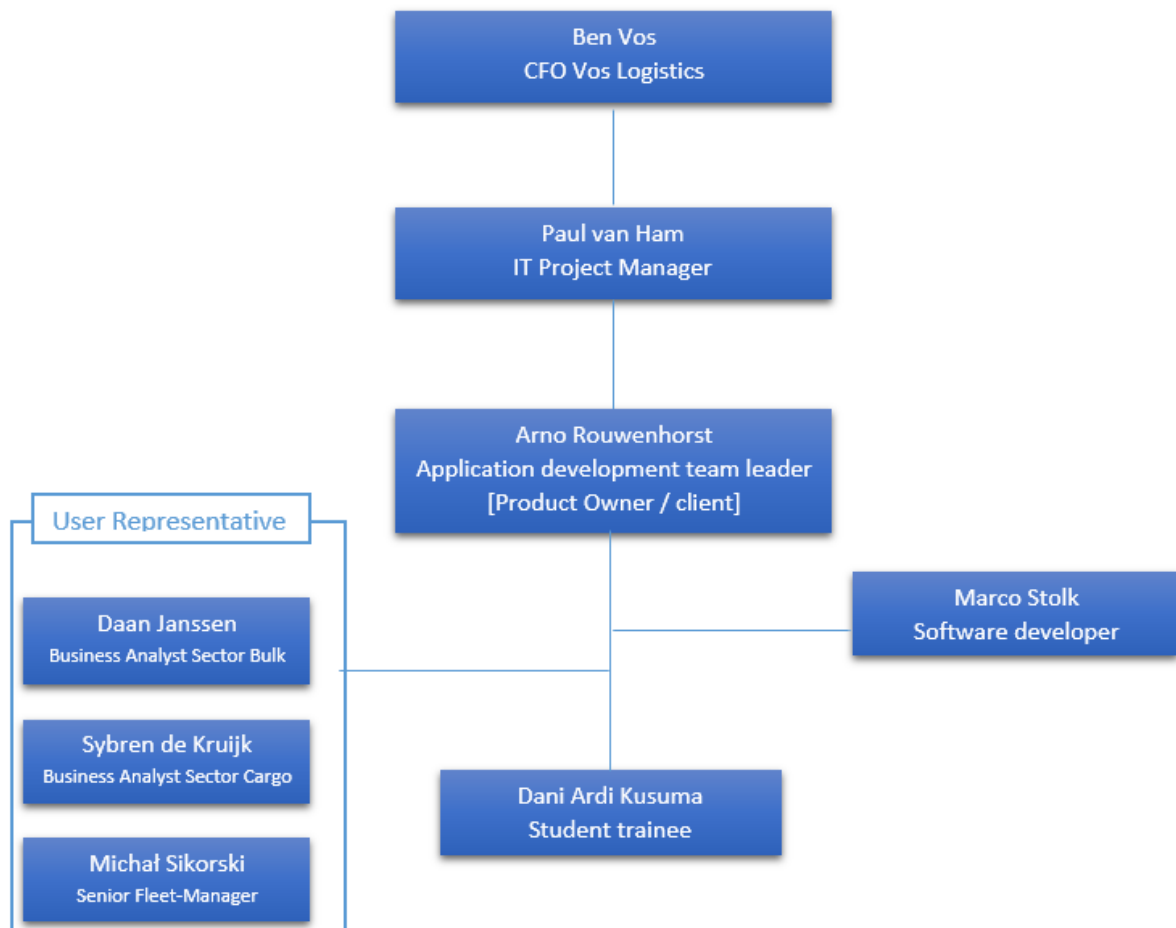 Ben Vos
CFO Vos Logistics
Paul van Ham
IT Project Manager
Arno Rouwenhorst
Application development team leader
[Product Owner / client]
User Representative
Daan Janssen
Business Analyst Sector Bulk
Sybren de Kruijk
Business Analyst Sector Cargo
Michał Sikorski
Senior Fleet-Manager
Marco Stolk
Software developer
Dani Ardi Kusuma
Student trainee